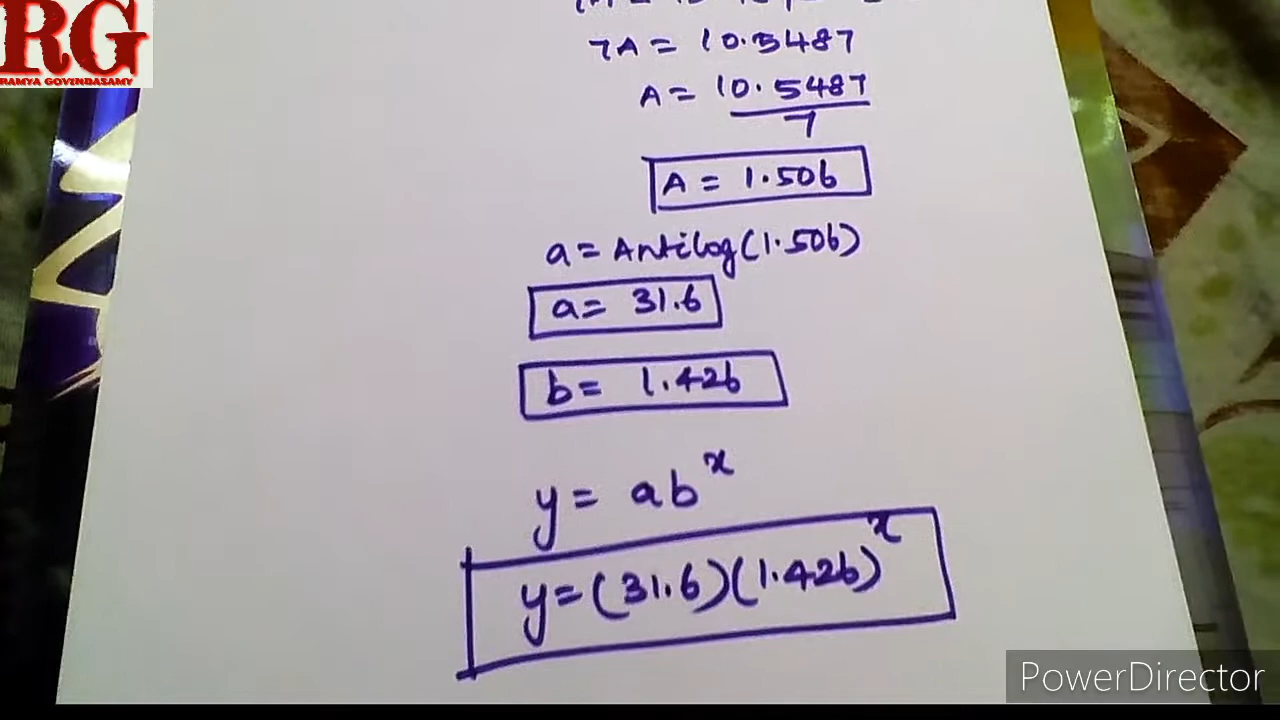 RG
RAMYA GOVINDASAMY
7A = 10.5487
A = 10.5487
7
A = 1.506
a = Antilog(1.506)
a = 31.6
b = 1.426
y = ab^x
y = (31.6)(1.426)^x
PowerDirector